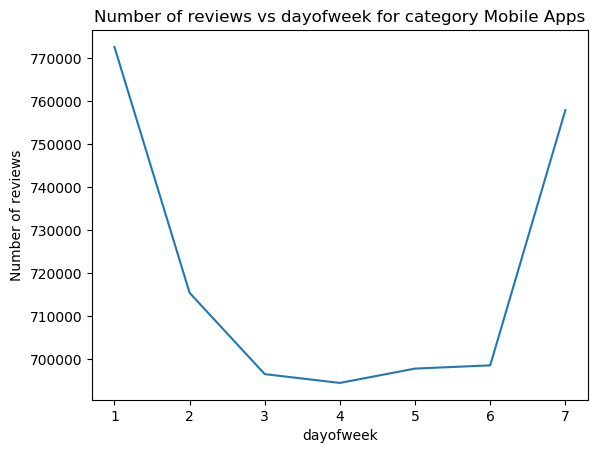 Number of reviews vs dayofweek for category Mobile Apps
Number of reviews
770000
760000
750000
740000
730000
720000
710000
700000
1 2 3 4 5 6 7
dayofweek